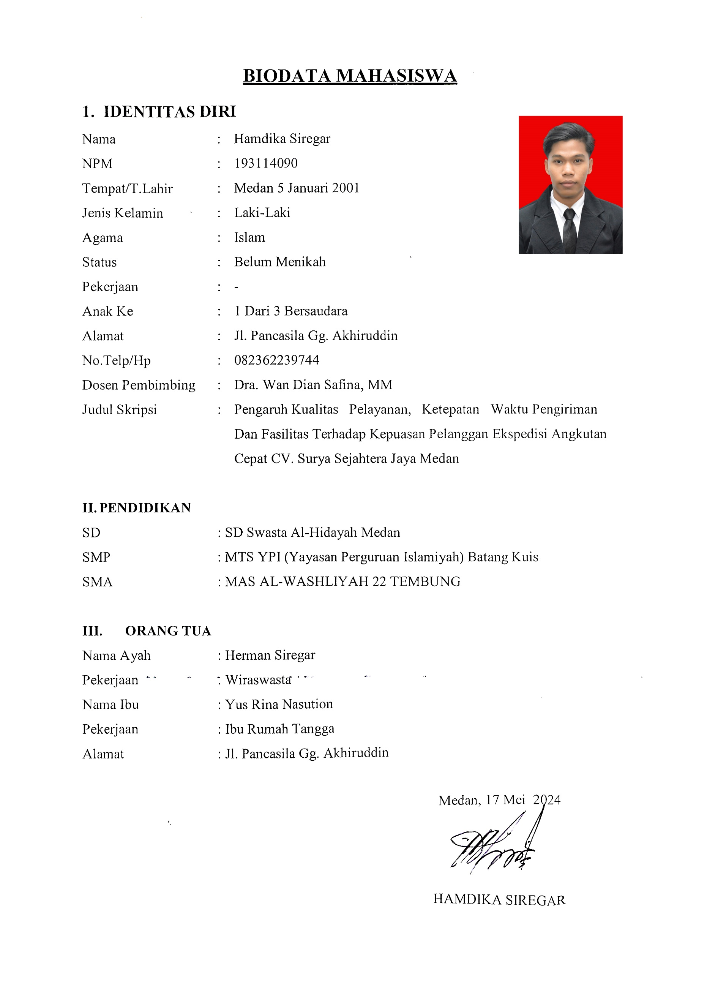 BIODATA MAHASISWA
1. IDENTITAS DIRI
Nama : Hamdika Siregar
NPM : 193114090
Tempat/T.Lahir : Medan 5 Januari 2001
Jenis Kelamin : Laki-Laki
Agama : Islam
Status : Belum Menikah
Pekerjaan : -
Anak Ke : 1 Dari 3 Bersaudara
Alamat : Jl. Pancasila Gg. Akhiruddin
No.Telp/Hp : 082362239744
Dosen Pembimbing : Dra. Wan Dian Safina, MM
Judul Skripsi : Pengaruh Kualitas Pelayanan, Ketepatan Waktu Pengiriman
Dan Fasilitas Terhadap Kepuasan Pelanggan Ekspedisi Angkutan
Cepat CV. Surya Sejahtera Jaya Medan
II. PENDIDIKAN
SD : SD Swasta Al-Hidayah Medan
SMP : MTS YPI (Yayasan Perguruan Islamiyah) Batang Kuis
SMA : MAS AL-WASHLIYAH 22 TEMBUNG
III. ORANG TUA
Nama Ayah : Herman Siregar
Pekerjaan : Wiraswasta
Nama Ibu : Yus Rina Nasution
Pekerjaan : Ibu Rumah Tangga
Alamat : Jl. Pancasila Gg. Akhiruddin
Medan, 17 Mei 2024
HAMDIKA SIREGAR